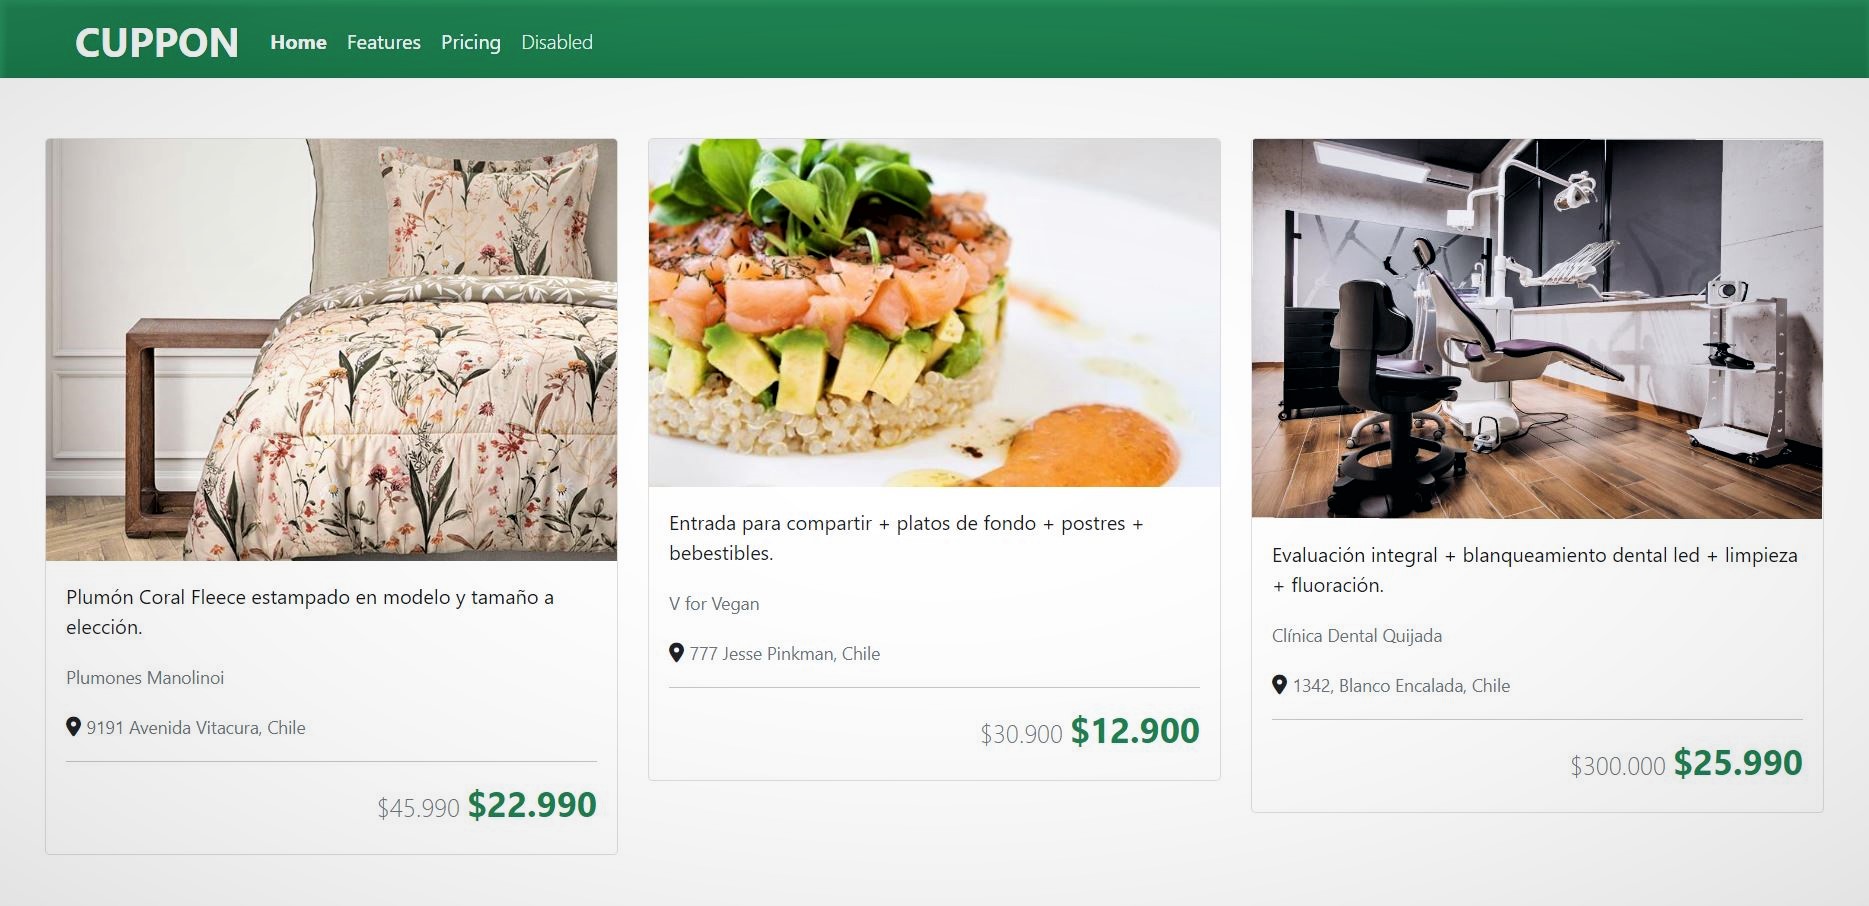 CUPPON Home Features Pricing Disabled
Plumón Coral Fleece estampado en modelo y tamaño a
elección.
Plumones Manolinoi
9191 Avenida Vitacura, Chile
$45.990 $22.990
Entrada para compartir + platos de fondo + postres +
bebestibles.
V for Vegan
777 Jesse Pinkman, Chile
$30.900 $12.900
Evaluación integral + blanqueamiento dental led + limpieza
+ fluoración.
Clínica Dental Quijada
1342, Blanco Encalada, Chile
$300.000 $25.990